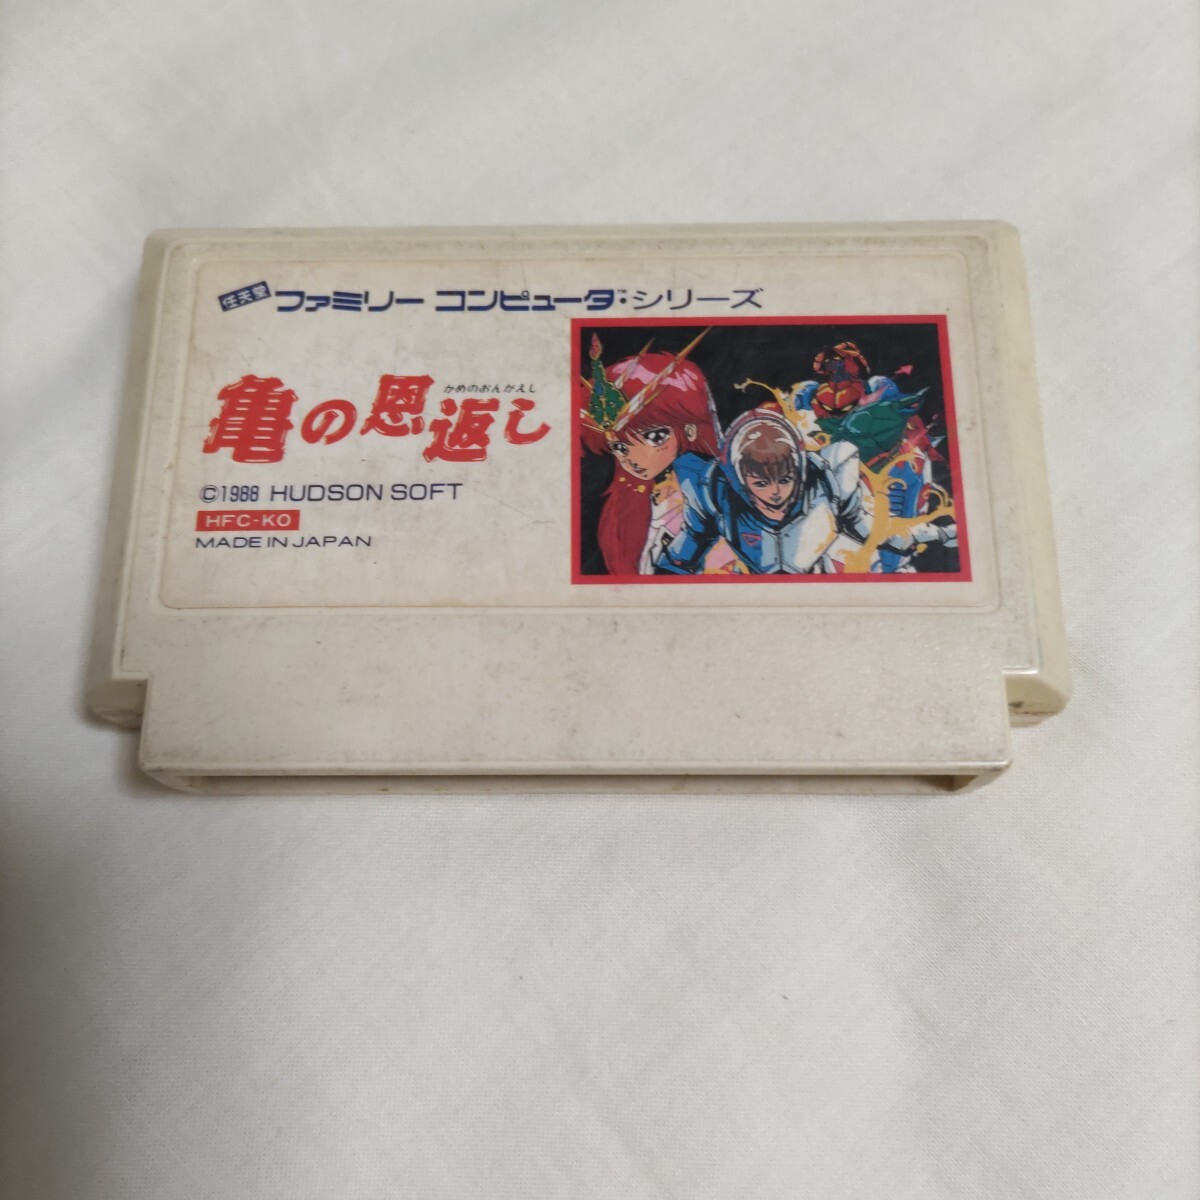 任天堂 ファミリー コンピュータ™・シリーズ
かめのおんがえし
亀の恩返し
©1988 HUDSON SOFT
HFC-KO
MADE IN JAPAN